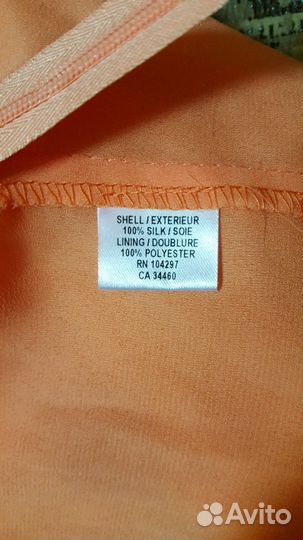 SHELL / EXTERIEUR
100% SILK / SOIE
LINING / DOUBLURE
100% POLYESTER
RN 104297
CA 34460
Avito